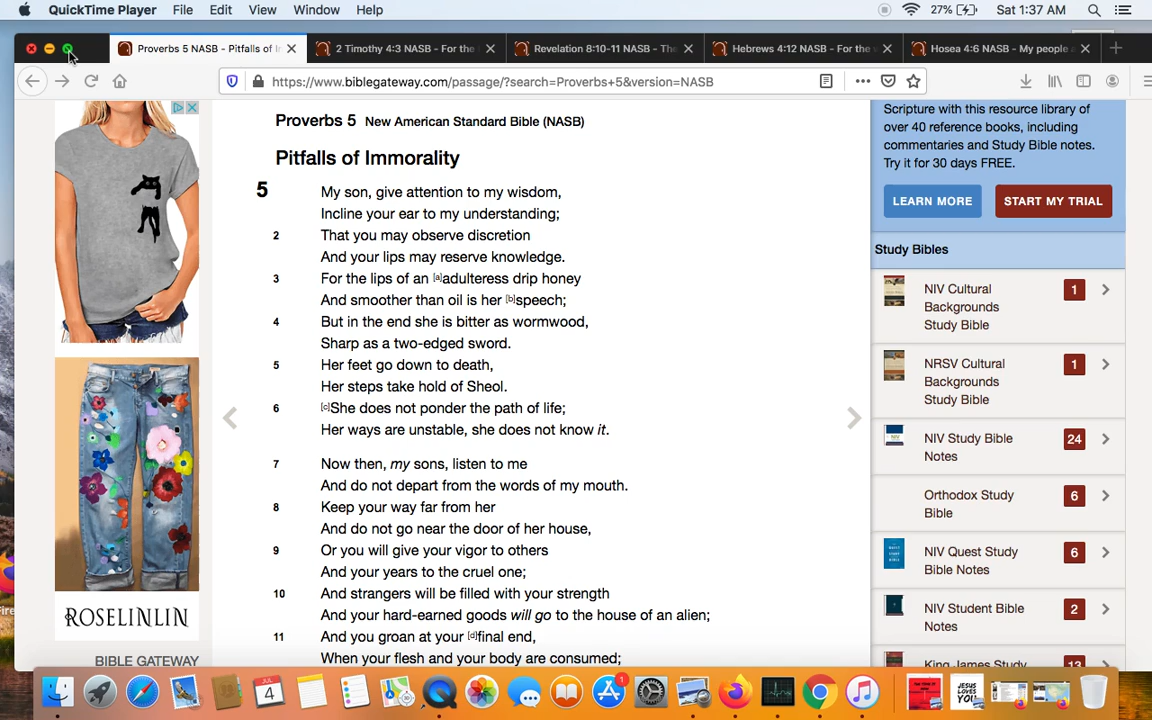 QuickTime Player File Edit View Window Help 27% Sat 1:37 AM
Proverbs 5 NASB - Pitfalls of I 2 Timothy 4:3 NASB - For the Revelation 8:10-11 NASB - The Hebrews 4:12 NASB - For the Hosea 4:6 NASB - My people
https://www.biblegateway.com/passage/?search=Proverbs+5&version=NASB
Proverbs 5 New American Standard Bible (NASB)
Pitfalls of Immorality
5 My son, give attention to my wisdom,
Incline your ear to my understanding;
2 That you may observe discretion
And your lips may reserve knowledge.
3 For the lips of an [a]adulteress drip honey
And smoother than oil is her [b]speech;
4 But in the end she is bitter as wormwood,
Sharp as a two-edged sword.
5 Her feet go down to death,
Her steps take hold of Sheol.
6 [c]She does not ponder the path of life;
Her ways are unstable, she does not know it.
7 Now then, my sons, listen to me
And do not depart from the words of my mouth.
8 Keep your way far from her
And do not go near the door of her house,
9 Or you will give your vigor to others
And your years to the cruel one;
10 And strangers will be filled with your strength
And your hard-earned goods will go to the house of an alien;
11 And you groan at your [d]final end,
When your flesh and your body are consumed;
Scripture with this resource library of
over 40 reference books, including
commentaries and Study Bible notes.
Try it for 30 days FREE.
LEARN MORE START MY TRIAL
Study Bibles
NIV Cultural
Backgrounds
Study Bible
1
NRSV Cultural
Backgrounds
Study Bible
1
NIV Study Bible
Notes
24
Orthodox Study
Bible
6
NIV Quest Study
Bible Notes
6
NIV Student Bible
Notes
2
King James Study
13
ROSELINLIN
BIBLE GATEWAY
Fire
JUL
4
1
JESUS
LOVES
YOU